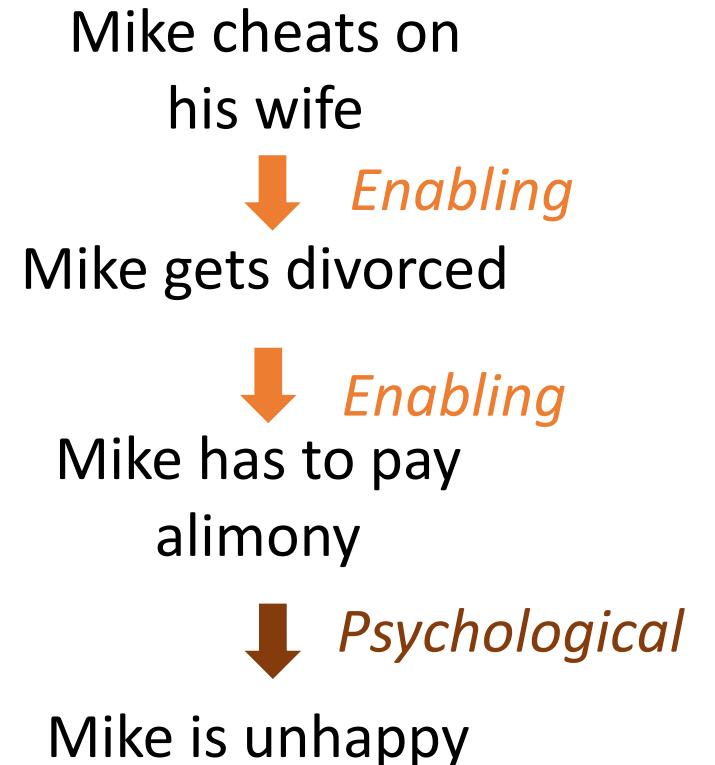 Mike cheats on
his wife
Enabling
Mike gets divorced
Enabling
Mike has to pay
alimony
Psychological
Mike is unhappy